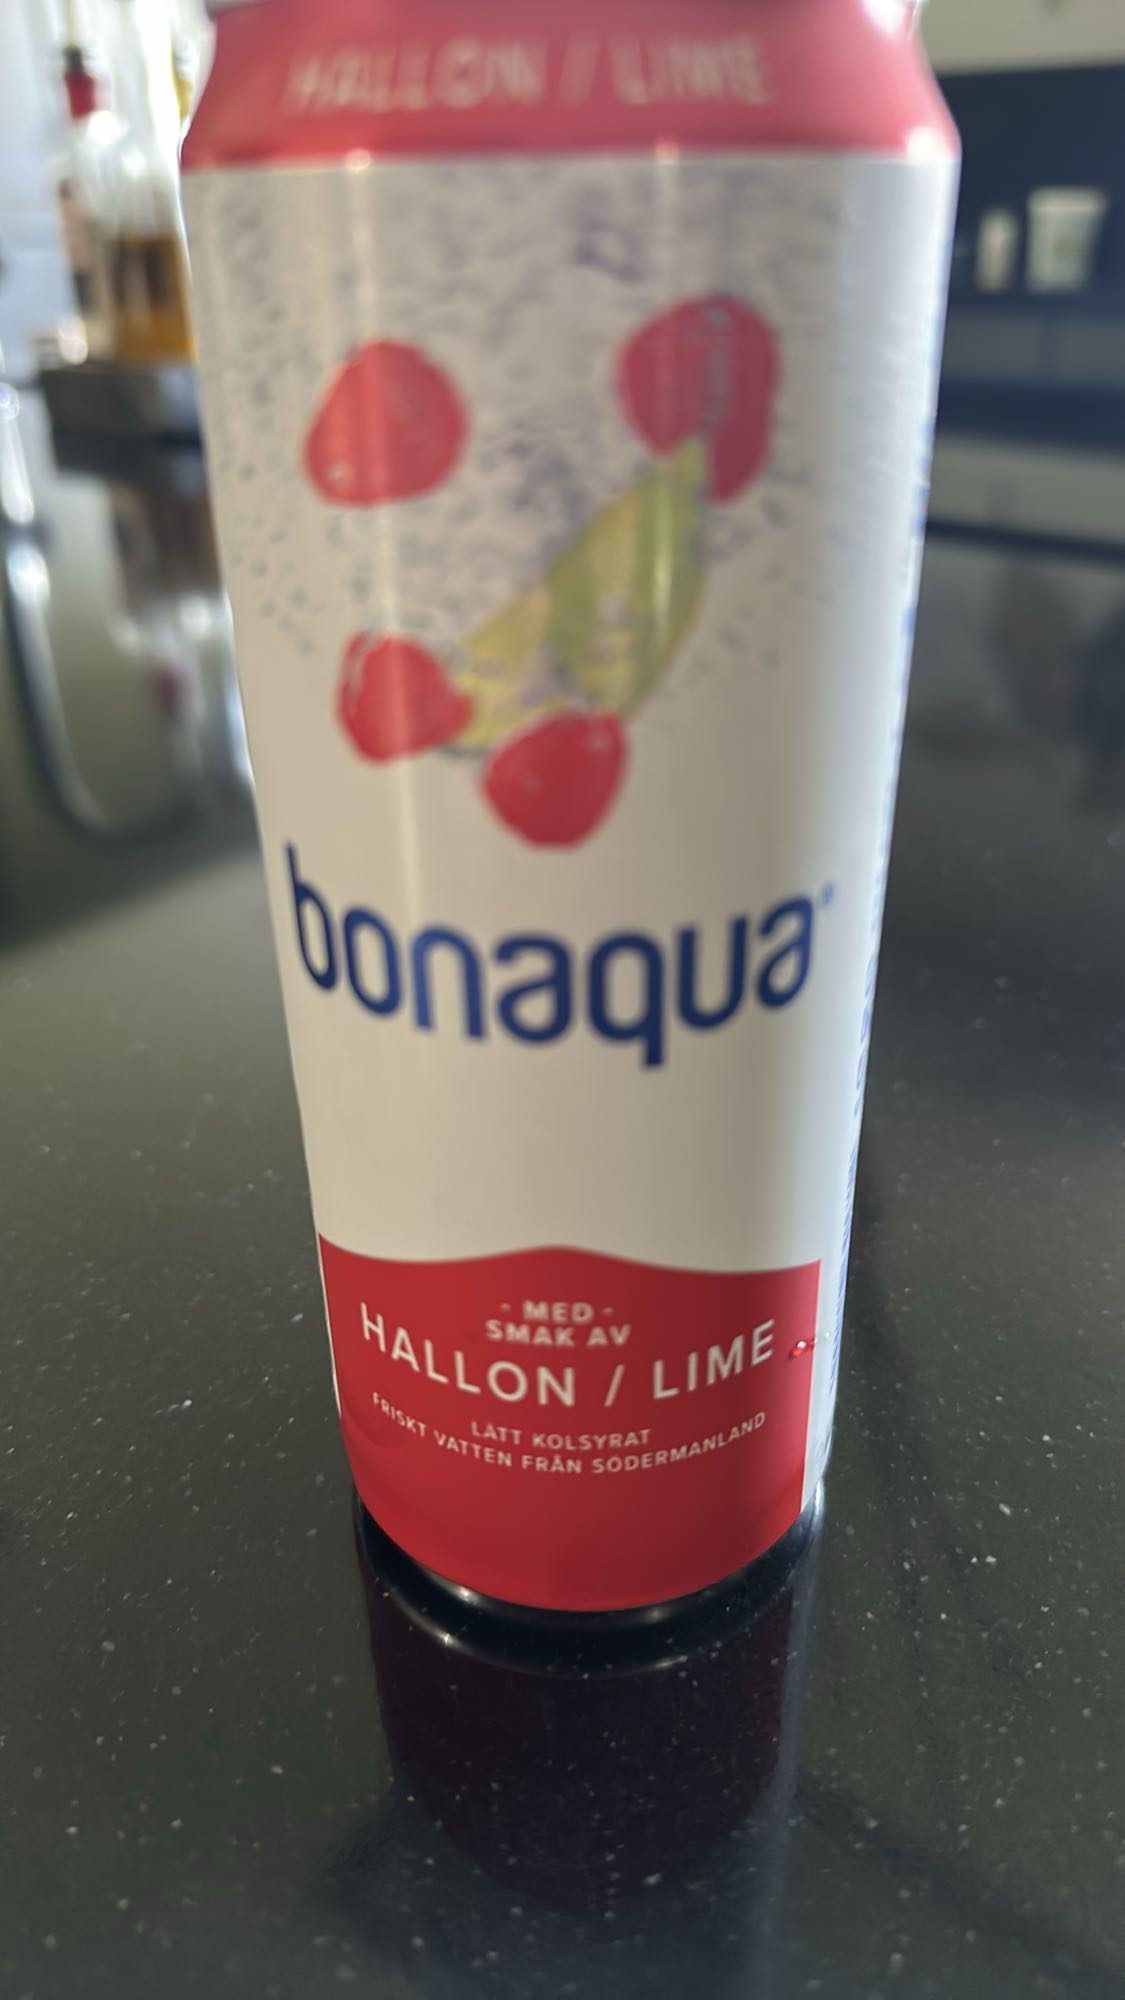 HALLON / LIME
bonaqua®
- MED -
SMAK AV
HALLON / LIME
LÄTT KOLSYRAT
FRISKT VATTEN FRÅN SÖDERMANLAND